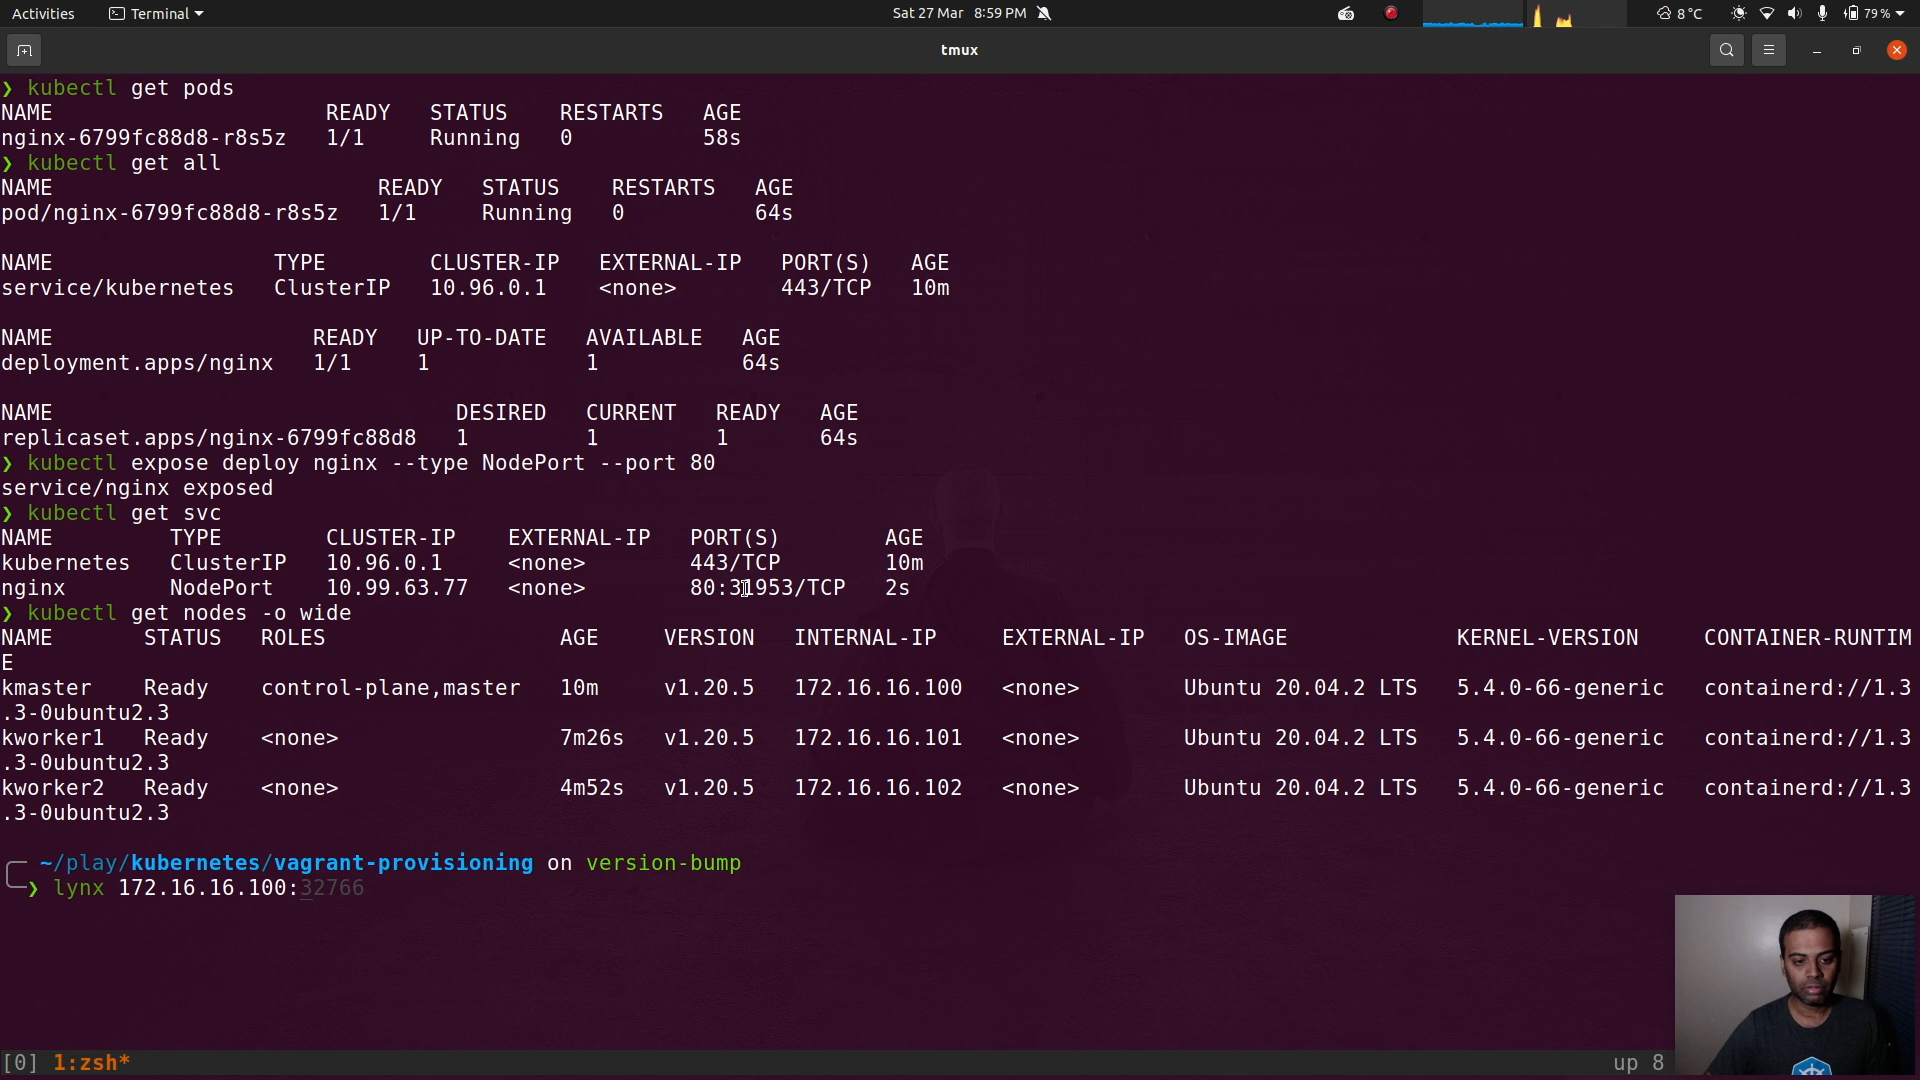 Activities Terminal Sat 27 Mar 8:59 PM 8°C 79 %
tmux
❯ kubectl get pods
NAME READY STATUS RESTARTS AGE
nginx-6799fc88d8-r8s5z 1/1 Running 0 58s
❯ kubectl get all
NAME READY STATUS RESTARTS AGE
pod/nginx-6799fc88d8-r8s5z 1/1 Running 0 64s
NAME TYPE CLUSTER-IP EXTERNAL-IP PORT(S) AGE
service/kubernetes ClusterIP 10.96.0.1 <none> 443/TCP 10m
NAME READY UP-TO-DATE AVAILABLE AGE
deployment.apps/nginx 1/1 1 1 64s
NAME DESIRED CURRENT READY AGE
replicaset.apps/nginx-6799fc88d8 1 1 1 64s
❯ kubectl expose deploy nginx --type NodePort --port 80
service/nginx exposed
❯ kubectl get svc
NAME TYPE CLUSTER-IP EXTERNAL-IP PORT(S) AGE
kubernetes ClusterIP 10.96.0.1 <none> 443/TCP 10m
nginx NodePort 10.99.63.77 <none> 80:31953/TCP 2s
❯ kubectl get nodes -o wide
NAME STATUS ROLES AGE VERSION INTERNAL-IP EXTERNAL-IP OS-IMAGE KERNEL-VERSION CONTAINER-RUNTIM
E
kmaster Ready control-plane,master 10m v1.20.5 172.16.16.100 <none> Ubuntu 20.04.2 LTS 5.4.0-66-generic containerd://1.3
.3-0ubuntu2.3
kworker1 Ready <none> 7m26s v1.20.5 172.16.16.101 <none> Ubuntu 20.04.2 LTS 5.4.0-66-generic containerd://1.3
.3-0ubuntu2.3
kworker2 Ready <none> 4m52s v1.20.5 172.16.16.102 <none> Ubuntu 20.04.2 LTS 5.4.0-66-generic containerd://1.3
.3-0ubuntu2.3
~/play/kubernetes/vagrant-provisioning on version-bump
❯ lynx 172.16.16.100:32766
[0] 1:zsh* up 8